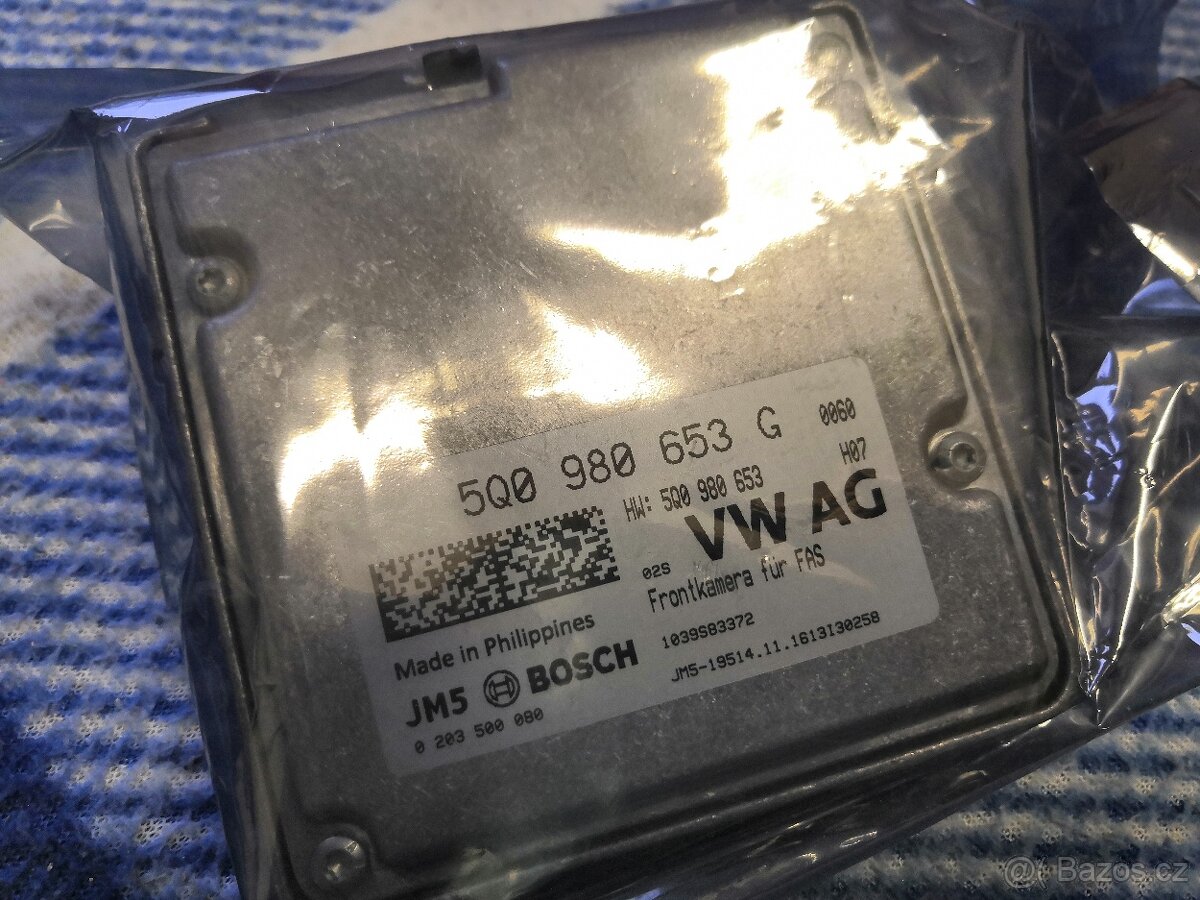 5Q0 980 653 G 0060
HW: 5Q0 980 653 H07
VW AG
02S
Frontkamera für FAS
Made in Philippines
1039S83372
JM5 BOSCH
JM5-19514.11.1613I30258
0 203 500 080
Bazos.cz